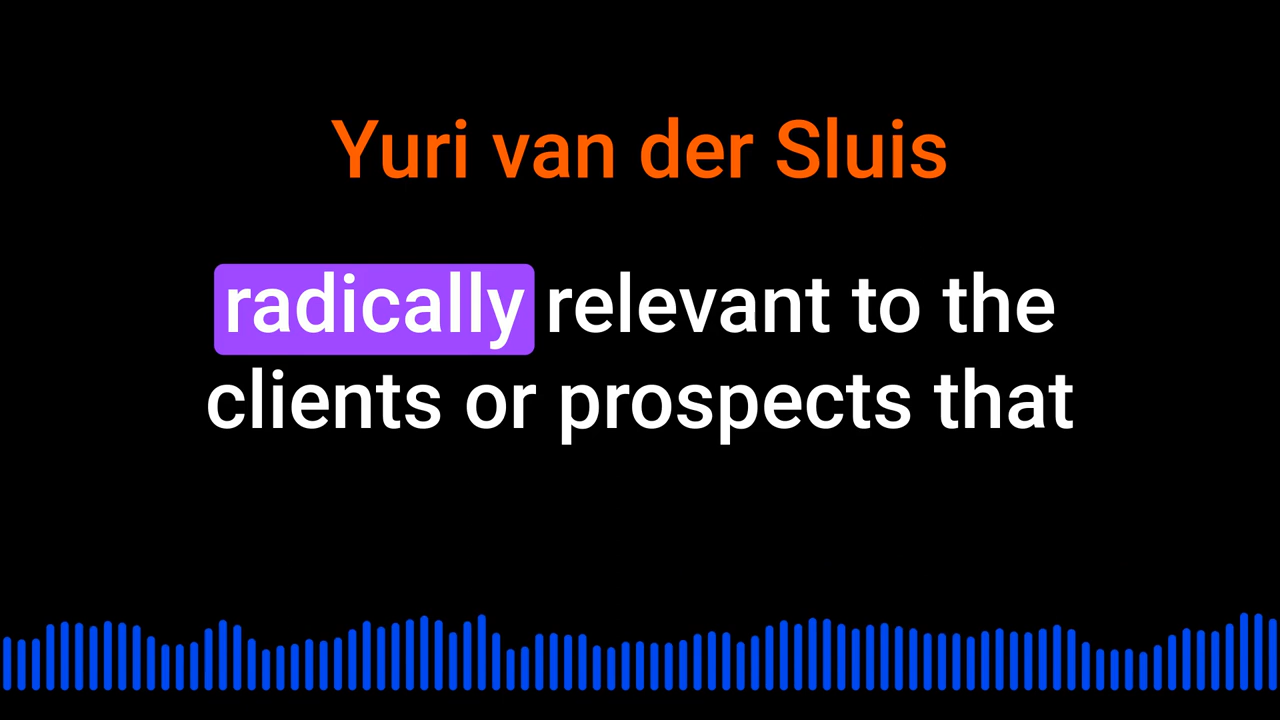 Yuri van der Sluis
radically relevant to the
clients or prospects that